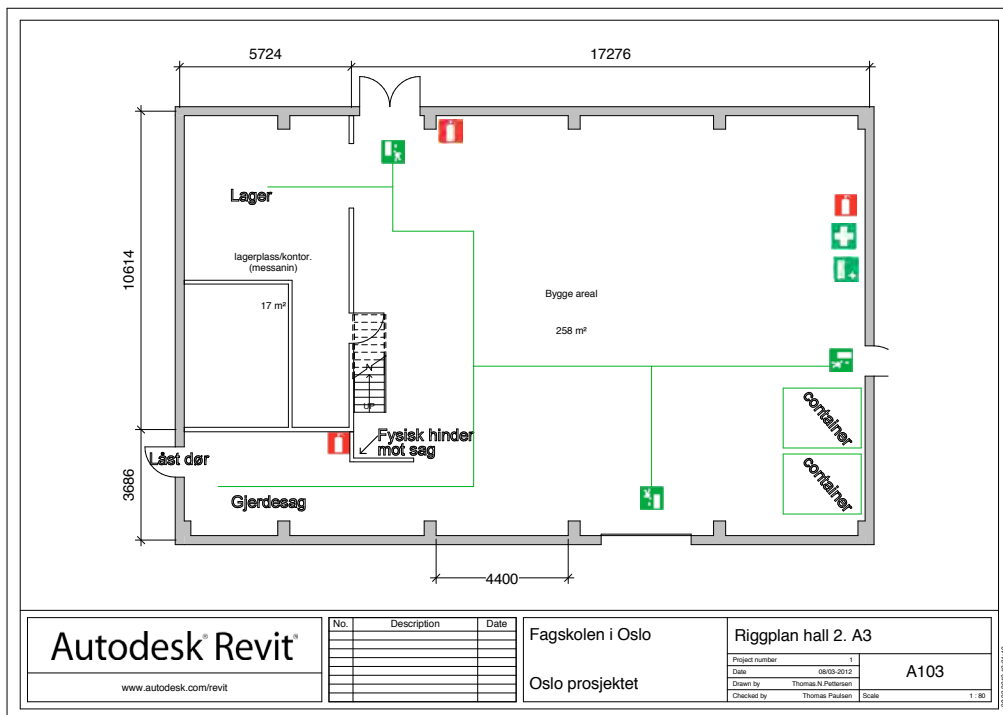 5724
17276
10614
3886
4400
Lager
lagerplass/kontor.
(messanin)
17 m²
Bygge areal
258 m²
N
UP
Fysisk hinder
mot sag
Låst dør
Gjerdesag
container
container
Autodesk® Revit®
www.autodesk.com/revit
No. Description Date
Fagskolen i Oslo
Oslo prosjektet
Riggplan hall 2. A3
Project number 1
Date 08/03-2012
Drawn by Thomas.N.Pettersen
Checked by Thomas Paulsen
A103
Scale 1 : 80